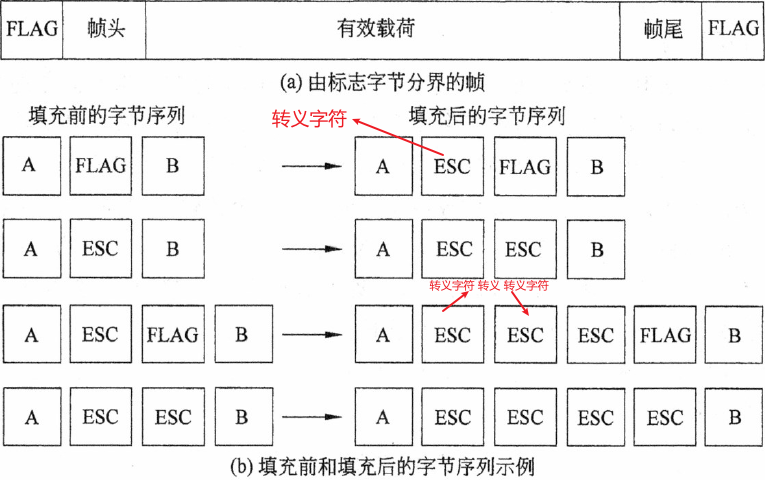 FLAG 帧头 有效载荷 帧尾 FLAG
(a) 由标志字节分界的帧
填充前的字节序列 转义字符 填充后的字节序列
A FLAG B A ESC FLAG B
A ESC B A ESC ESC B
转义字符 转义 转义字符
A ESC FLAG B A ESC ESC ESC FLAG B
A ESC ESC B A ESC ESC ESC ESC B
(b) 填充前和填充后的字节序列示例